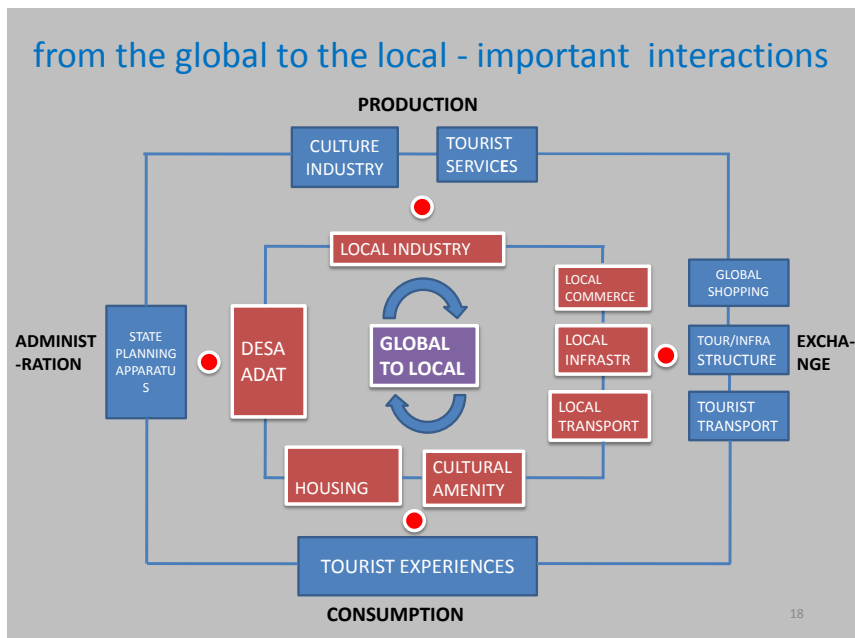 from the global to the local - important interactions
PRODUCTION
CULTURE
INDUSTRY
TOURIST
SERVICES
LOCAL INDUSTRY
LOCAL
COMMERCE
GLOBAL
SHOPPING
ADMINIST
-RATION
STATE
PLANNING
APPARATU
S
DESA
ADAT
GLOBAL
TO LOCAL
LOCAL
INFRASTR
TOUR/INFRA
STRUCTURE
EXCHA-
NGE
LOCAL
TRANSPORT
TOURIST
TRANSPORT
HOUSING
CULTURAL
AMENITY
TOURIST EXPERIENCES
CONSUMPTION
18